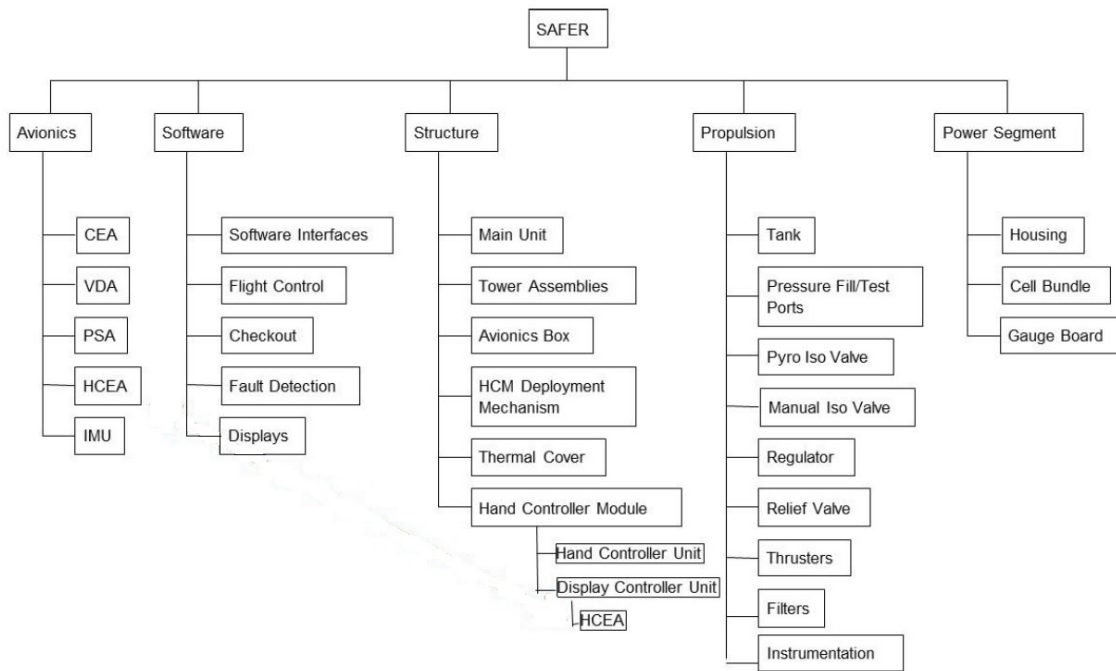 SAFER
Avionics
Software
Structure
Propulsion
Power Segment
CEA
VDA
PSA
HCEA
IMU
Software Interfaces
Flight Control
Checkout
Fault Detection
Displays
Main Unit
Tower Assemblies
Avionics Box
HCM Deployment
Mechanism
Thermal Cover
Hand Controller Module
Hand Controller Unit
Display Controller Unit
HCEA
Tank
Pressure Fill/Test
Ports
Pyro Iso Valve
Manual Iso Valve
Regulator
Relief Valve
Thrusters
Filters
Instrumentation
Housing
Cell Bundle
Gauge Board